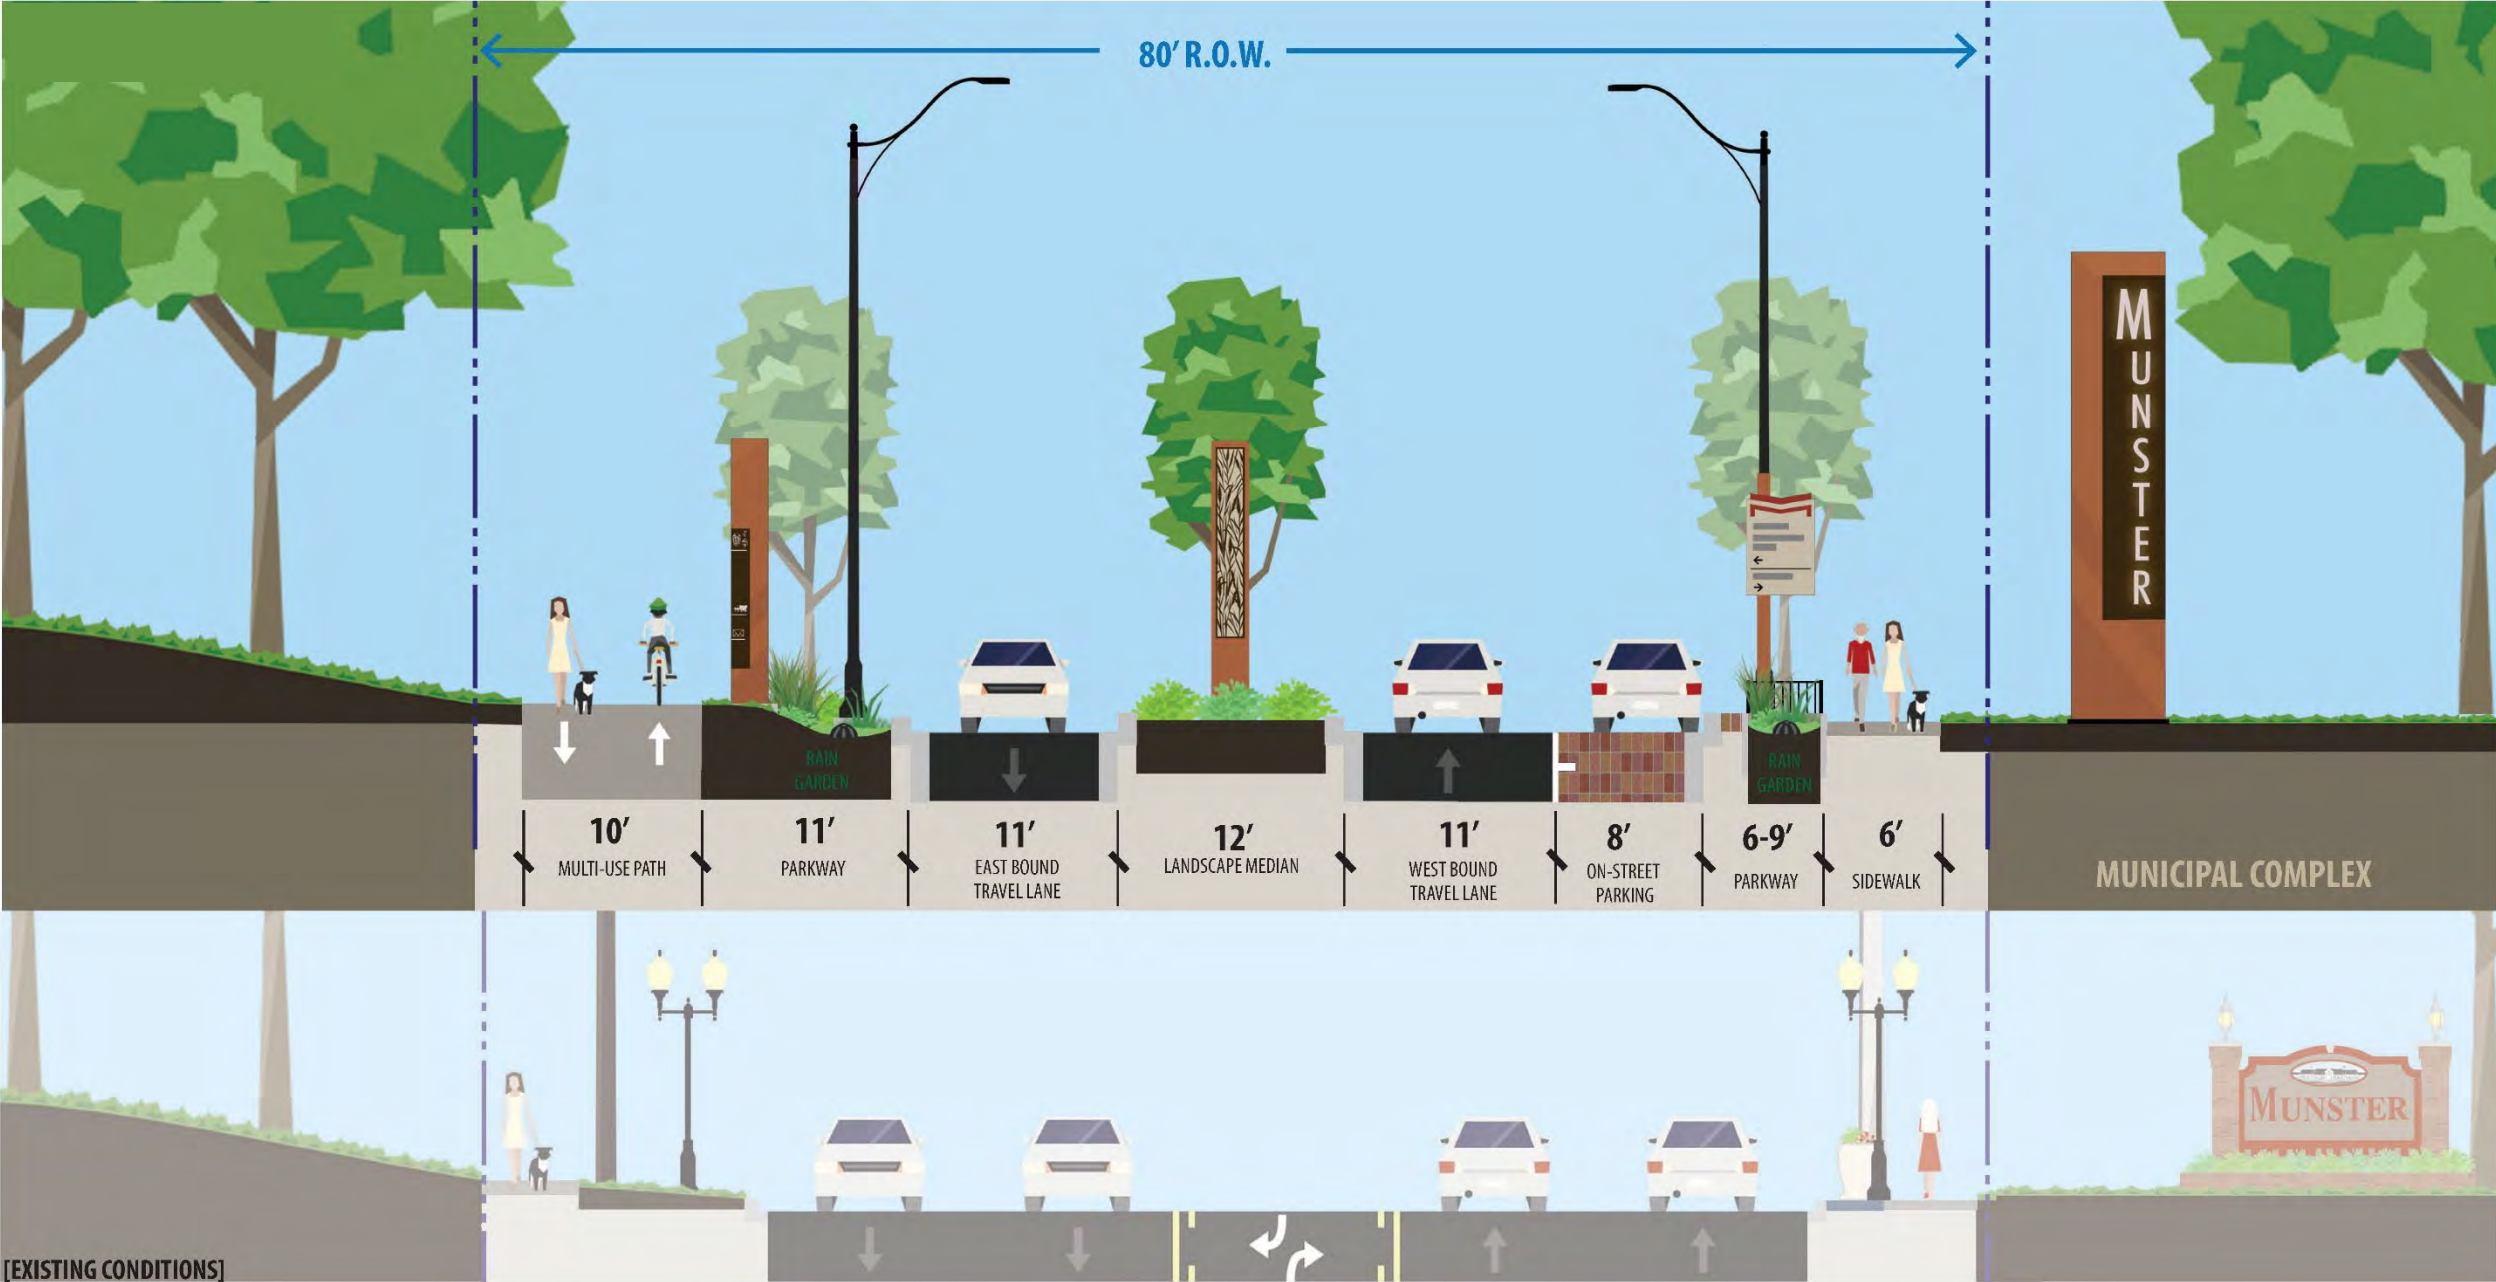 80' R.O.W.
M
U
N
S
T
E
R
RAIN
GARDEN
RAIN
GARDEN
10'
MULTI-USE PATH
11'
PARKWAY
11'
EAST BOUND
TRAVEL LANE
12'
LANDSCAPE MEDIAN
11'
WEST BOUND
TRAVEL LANE
8'
ON-STREET
PARKING
6-9'
PARKWAY
6'
SIDEWALK
MUNICIPAL COMPLEX
MUNSTER
[EXISTING CONDITIONS]